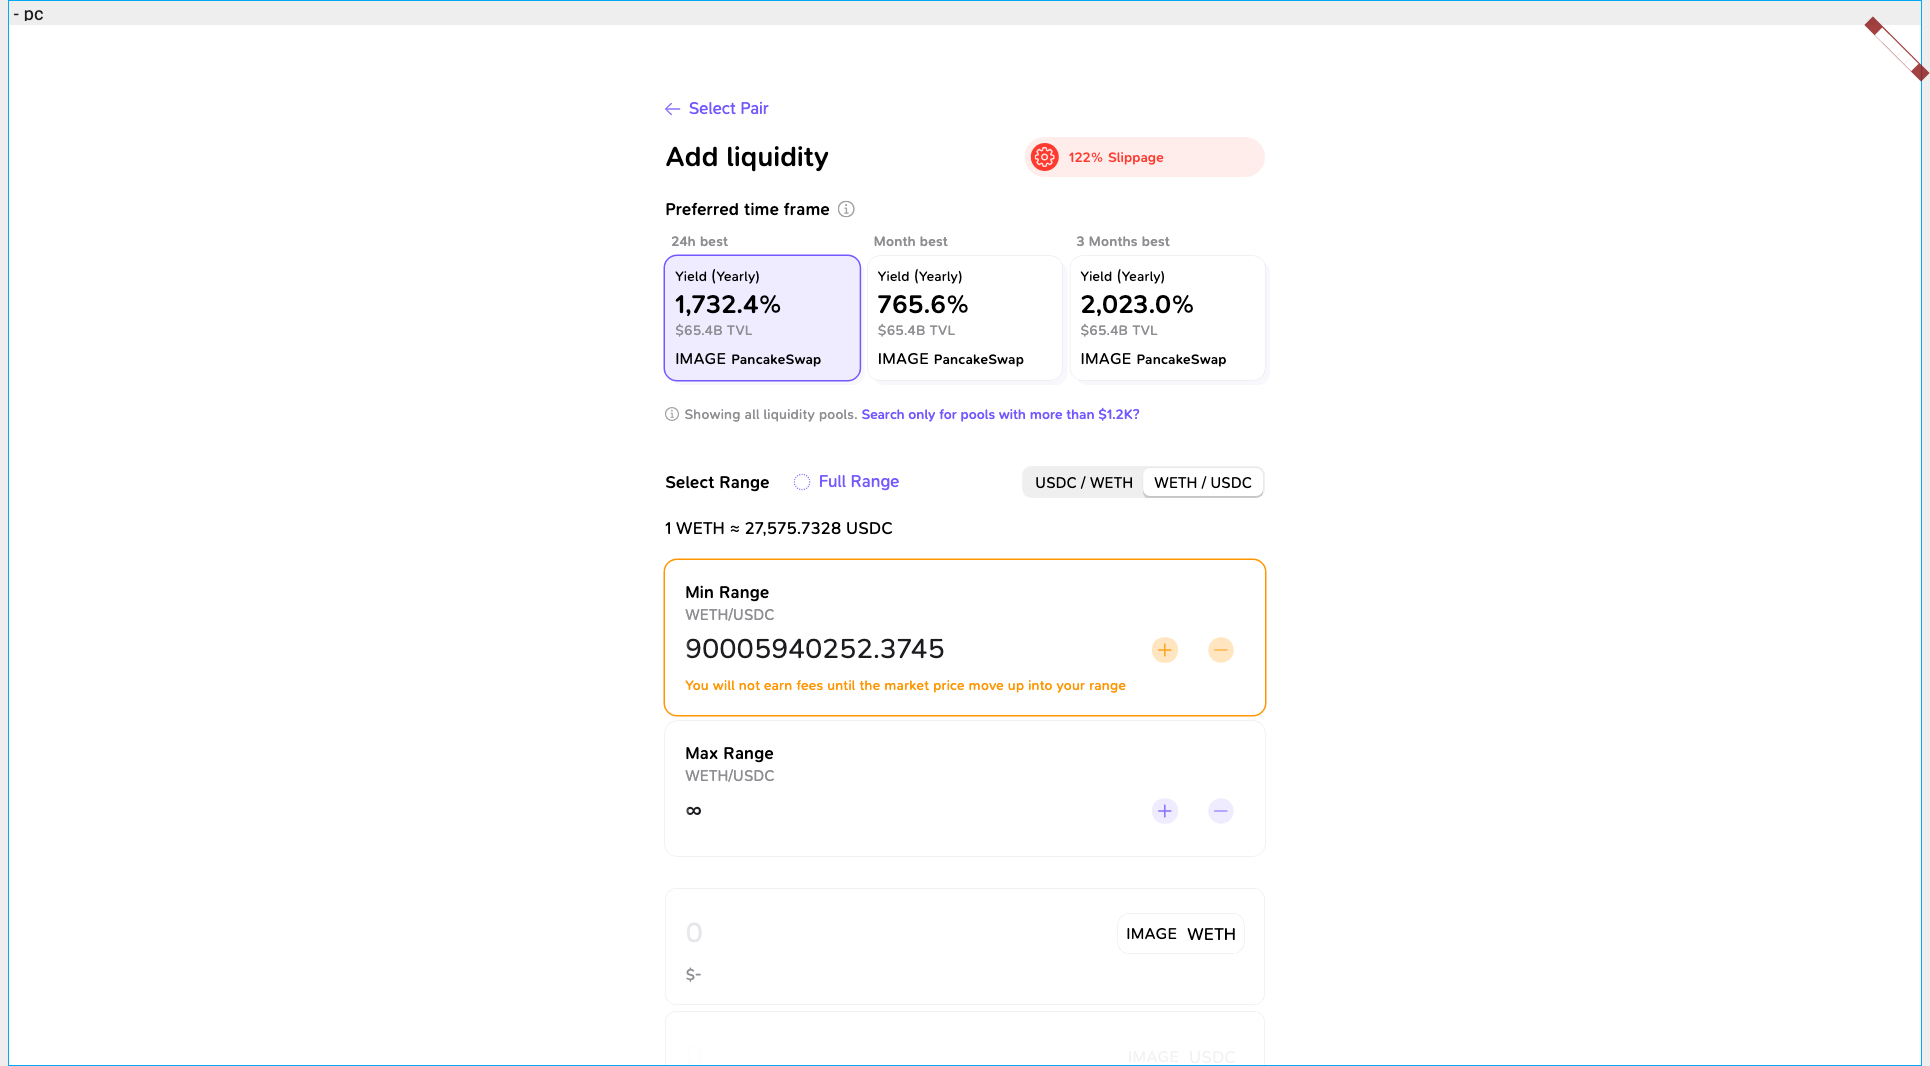 - pc
Select Pair
Add liquidity
122% Slippage
Preferred time frame
24h best
Month best
3 Months best
Yield (Yearly)
1,732.4%
$65.4B TVL
IMAGE PancakeSwap
Yield (Yearly)
765.6%
$65.4B TVL
IMAGE PancakeSwap
Yield (Yearly)
2,023.0%
$65.4B TVL
IMAGE PancakeSwap
Showing all liquidity pools. Search only for pools with more than $1.2K?
Select Range
Full Range
USDC / WETH
WETH / USDC
1 WETH ≈ 27,575.7328 USDC
Min Range
WETH/USDC
90005940252.3745
You will not earn fees until the market price move up into your range
Max Range
WETH/USDC
∞
0
IMAGE WETH
$-
0
IMAGE USDC